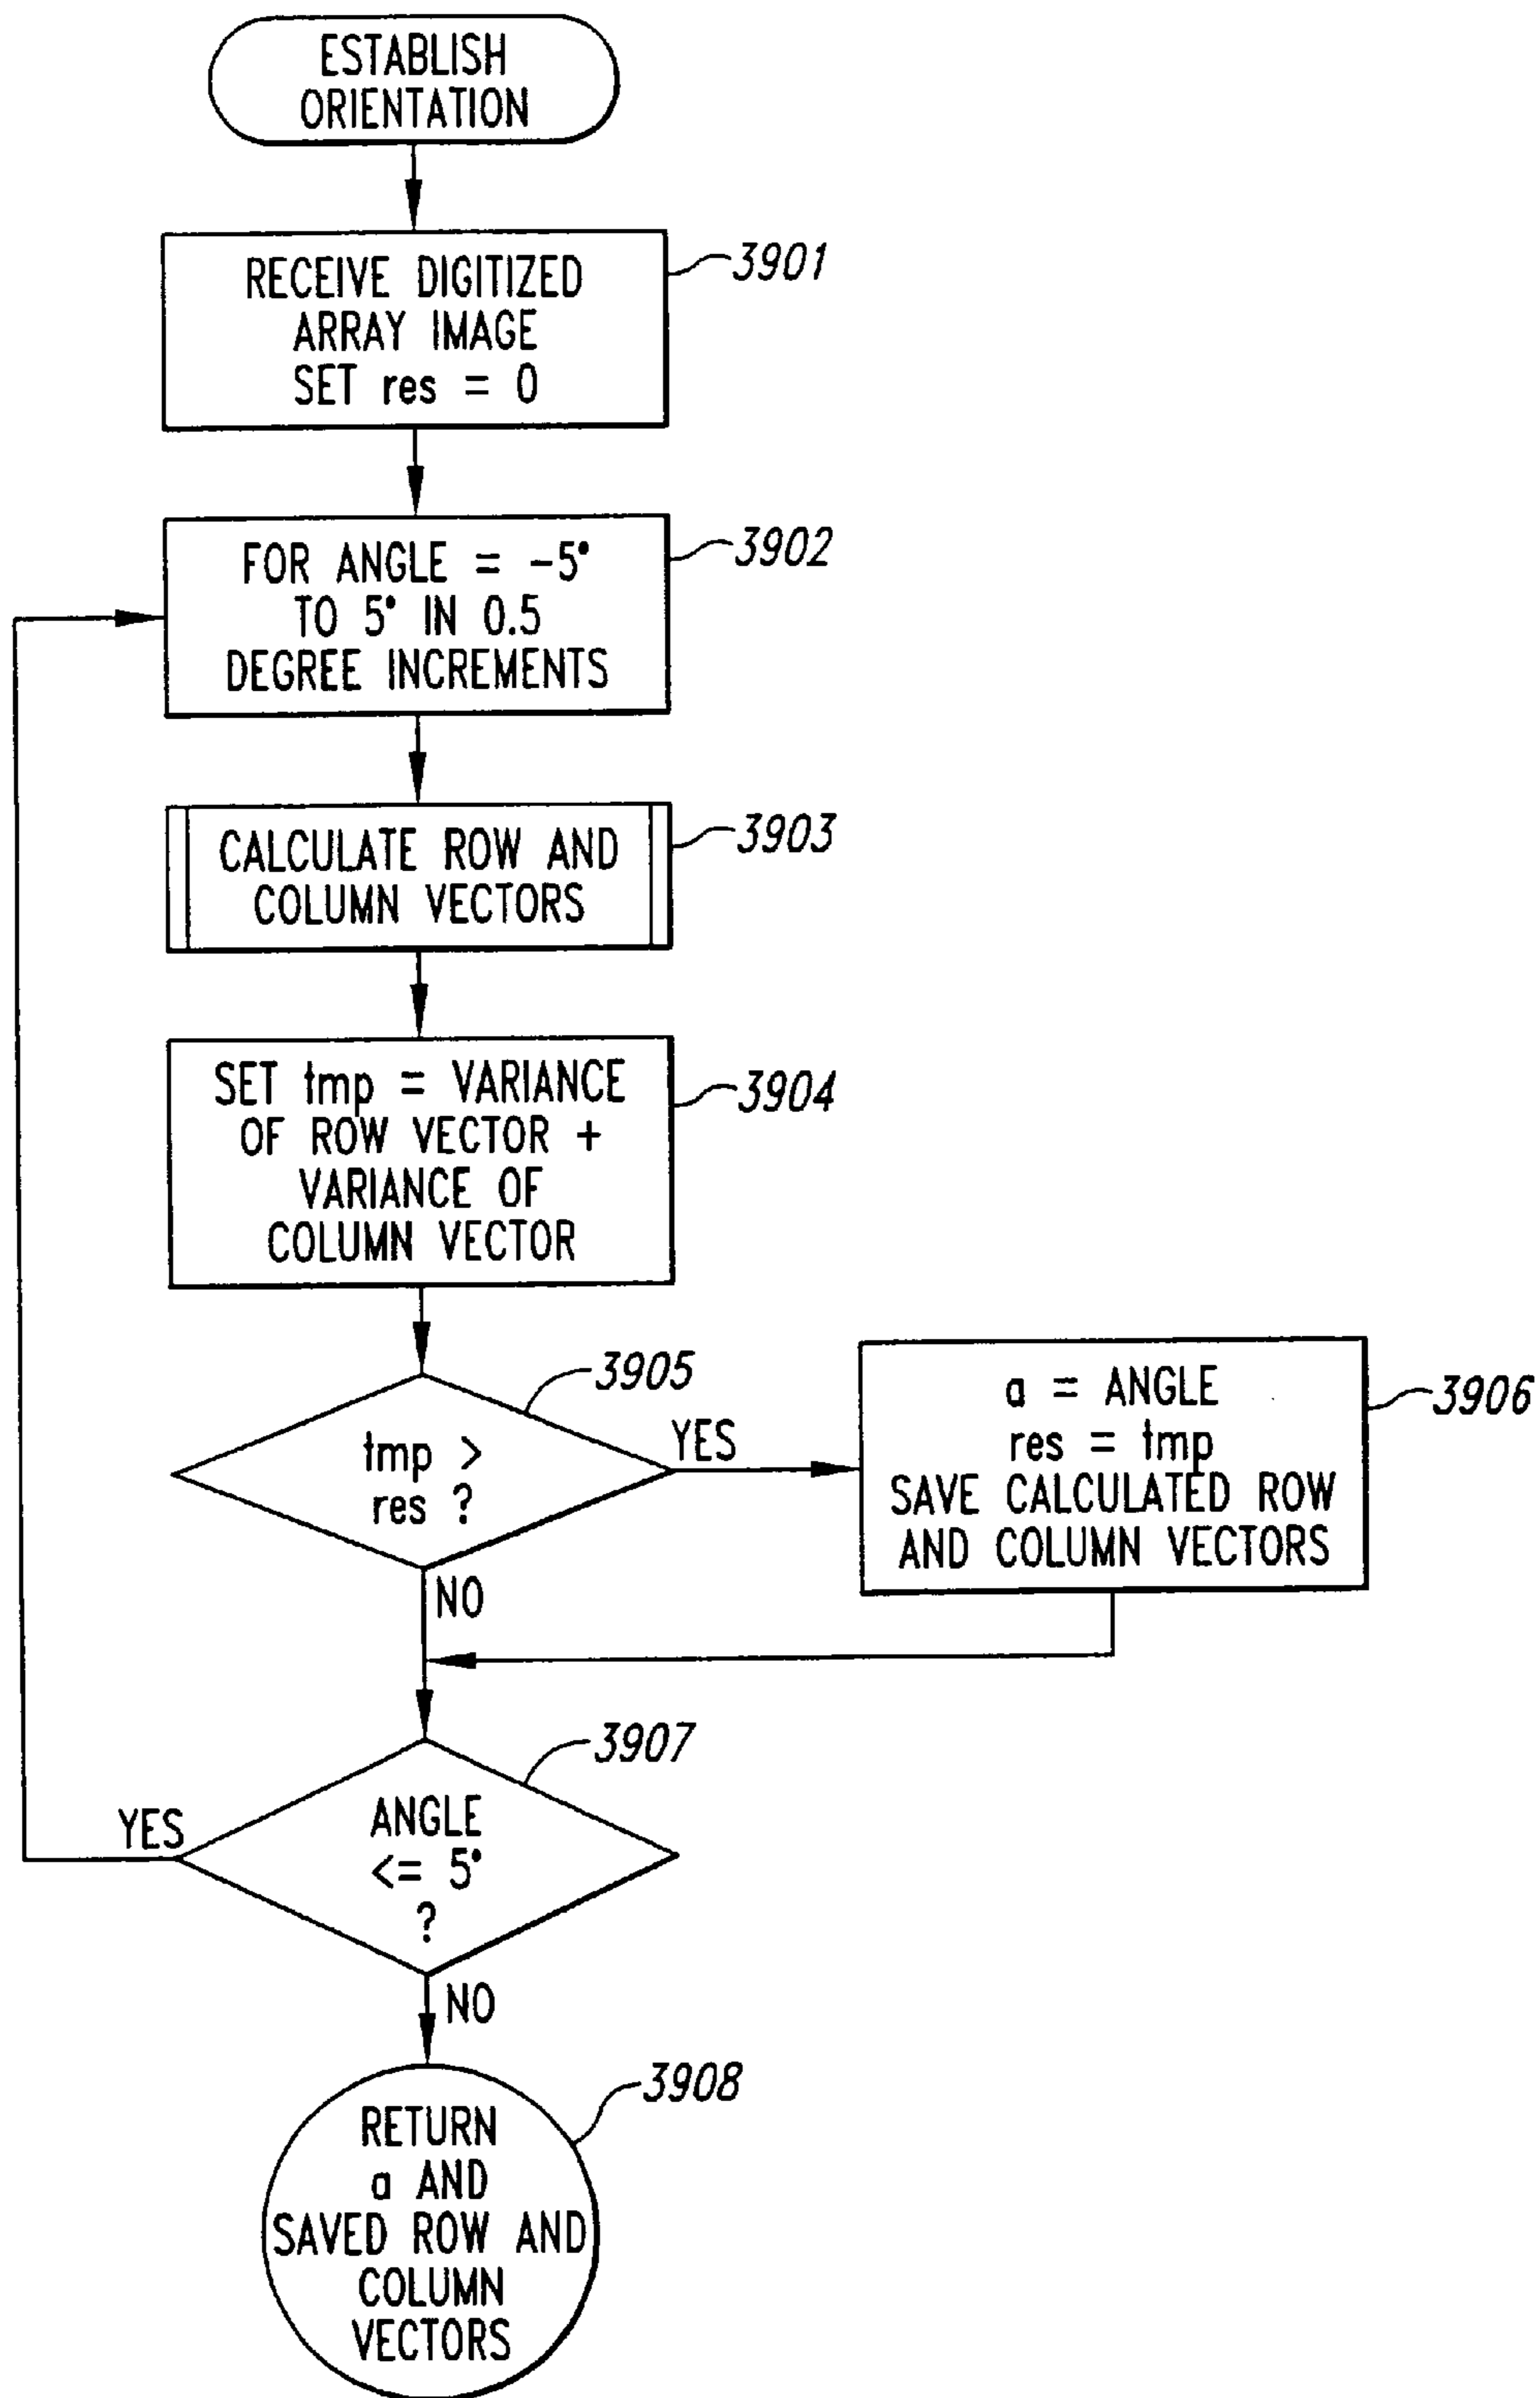 ESTABLISH
ORIENTATION
RECEIVE DIGITIZED
ARRAY IMAGE
SET res = 0
3901
FOR ANGLE = -5°
TO 5° IN 0.5
DEGREE INCREMENTS
3902
CALCULATE ROW AND
COLUMN VECTORS
3903
SET tmp = VARIANCE
OF ROW VECTOR +
VARIANCE OF
COLUMN VECTOR
3904
tmp >
res ?
3905
YES
NO
a = ANGLE
res = tmp
SAVE CALCULATED ROW
AND COLUMN VECTORS
3906
ANGLE
<= 5°
?
3907
YES
NO
RETURN
a AND
SAVED ROW AND
COLUMN
VECTORS
3908